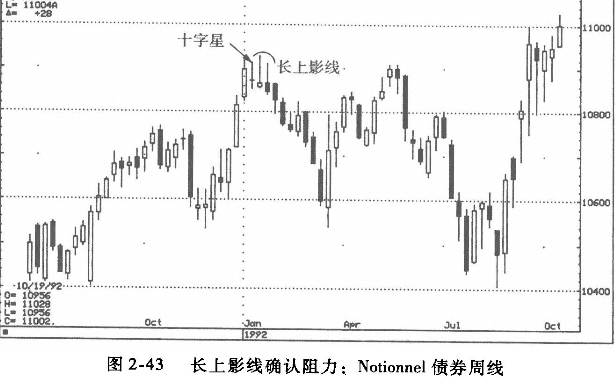 L= 11004A
Δ= +28
十字星
长上影线
11000
10800
10600
10400
10/19/92
O= 10956
H= 11028
L= 10956
C= 11002.
Oct
Jan
Apr
Jul
Oct
1992
图 2-43 长上影线确认阻力：Notionnel 债券周线